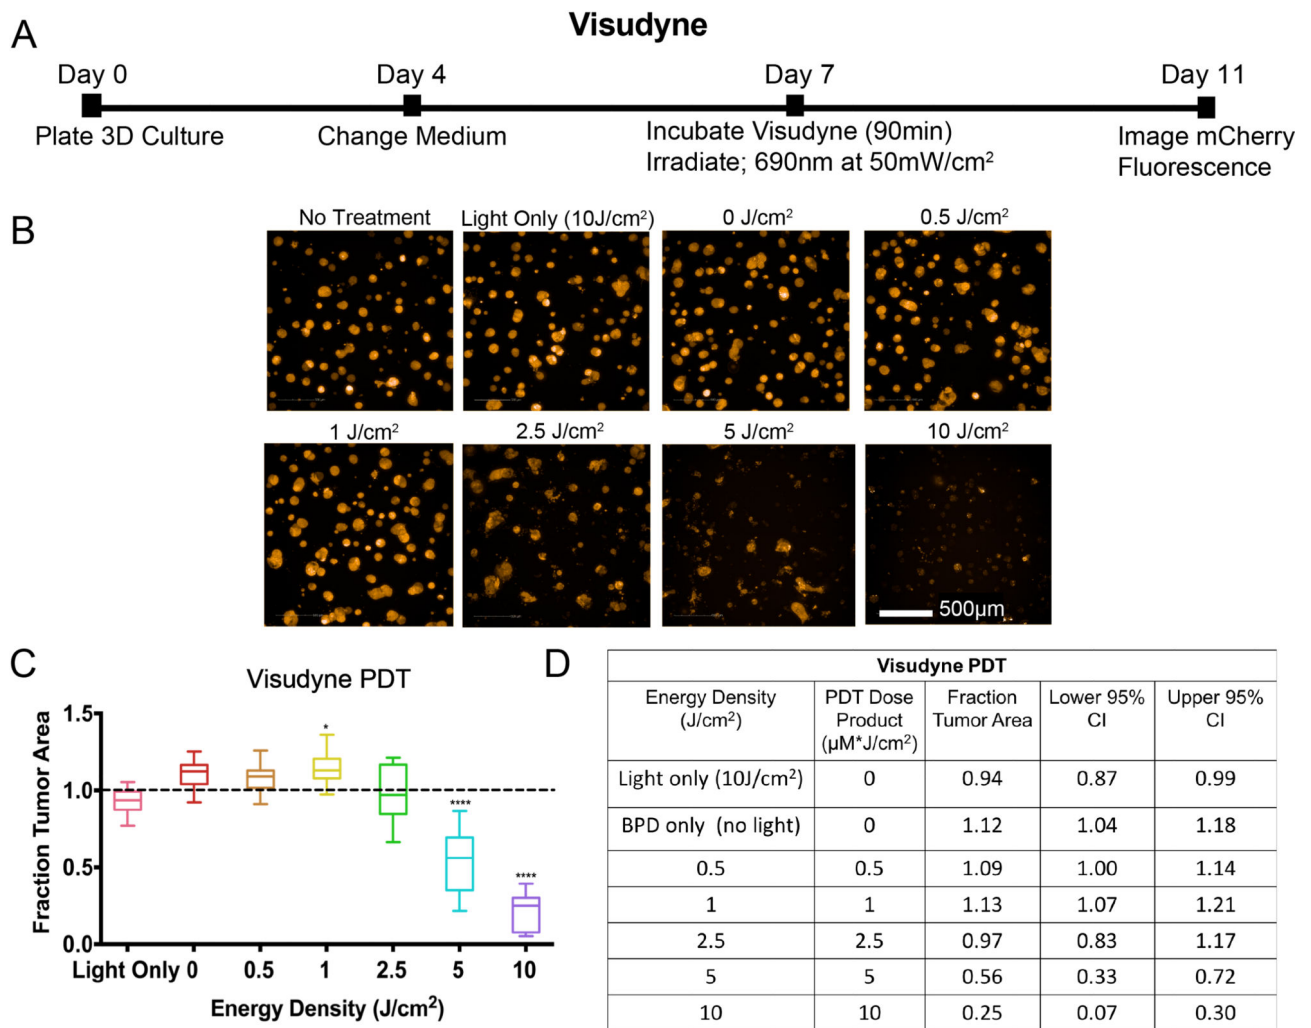 Visudyne
A
Day 0
Day 4
Day 7
Day 11
Plate 3D Culture
Change Medium
Incubate Visudyne (90min)
Irradiate; 690nm at 50mW/cm²
Image mCherry
Fluorescence
B
No Treatment
Light Only (10J/cm²)
0 J/cm²
0.5 J/cm²
1 J/cm²
2.5 J/cm²
5 J/cm²
10 J/cm²
500µm
C
Visudyne PDT
Fraction Tumor Area
1.5
1.0
0.5
0.0
*
****
****
Light Only 0 0.5 1 2.5 5 10
Energy Density (J/cm²)
D
Visudyne PDT
Energy Density
(J/cm²)
PDT Dose
Product
(µM*J/cm²)
Fraction
Tumor Area
Lower 95%
CI
Upper 95%
CI
Light only (10J/cm²) 0 0.94 0.87 0.99
BPD only (no light) 0 1.12 1.04 1.18
0.5 0.5 1.09 1.00 1.14
1 1 1.13 1.07 1.21
2.5 2.5 0.97 0.83 1.17
5 5 0.56 0.33 0.72
10 10 0.25 0.07 0.30